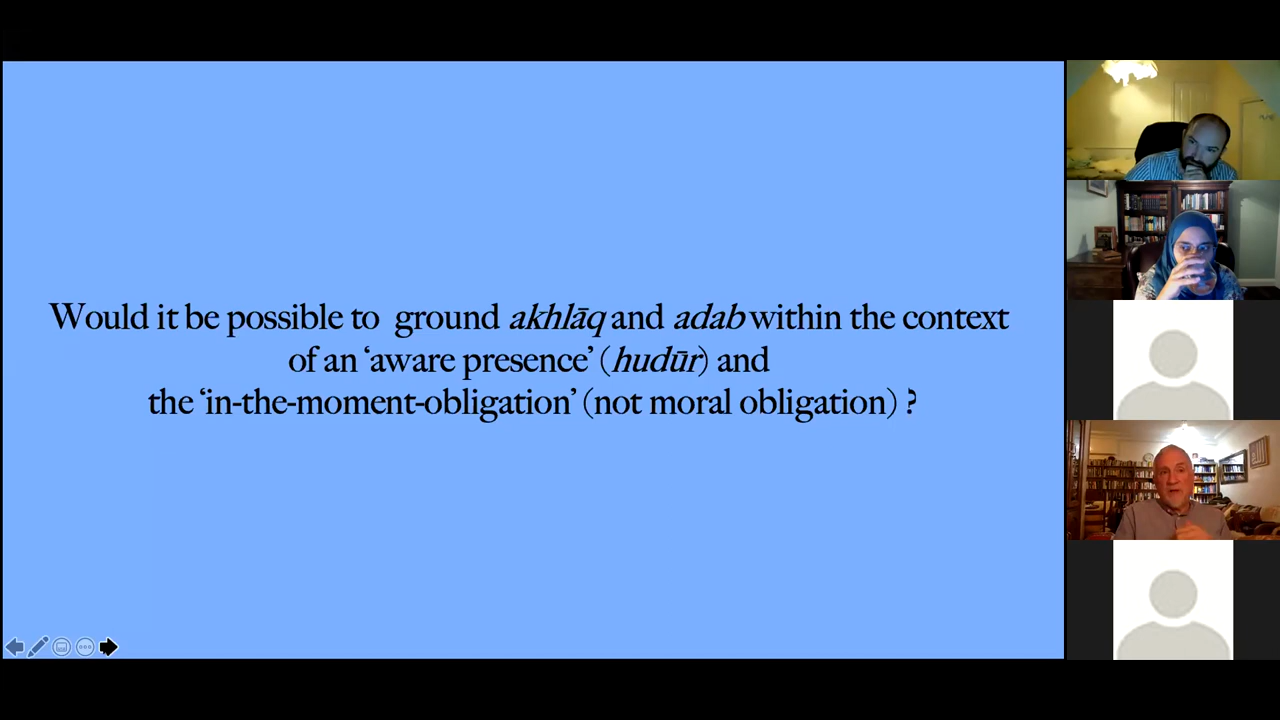 Would it be possible to ground akhlāq and adab within the context
of an ‘aware presence’ (hudūr) and
the ‘in-the-moment-obligation’ (not moral obligation) ?